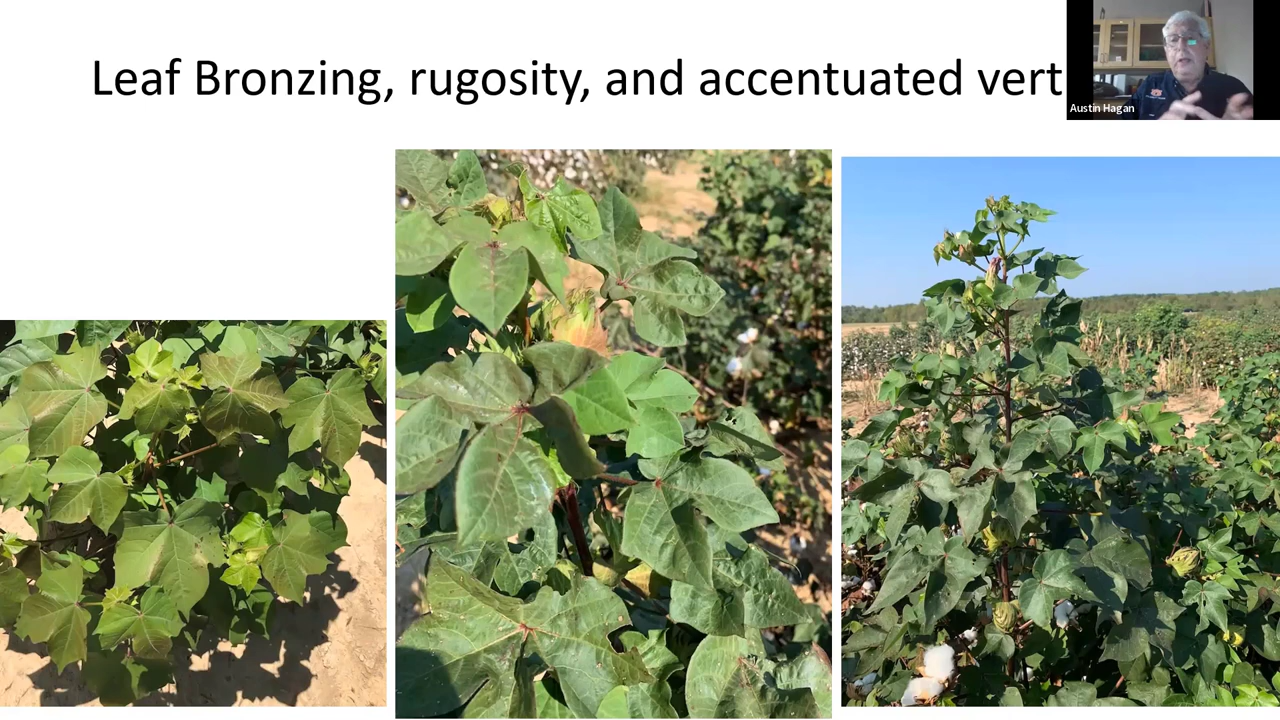 Leaf Bronzing, rugosity, and accentuated vert
Austin Hagan